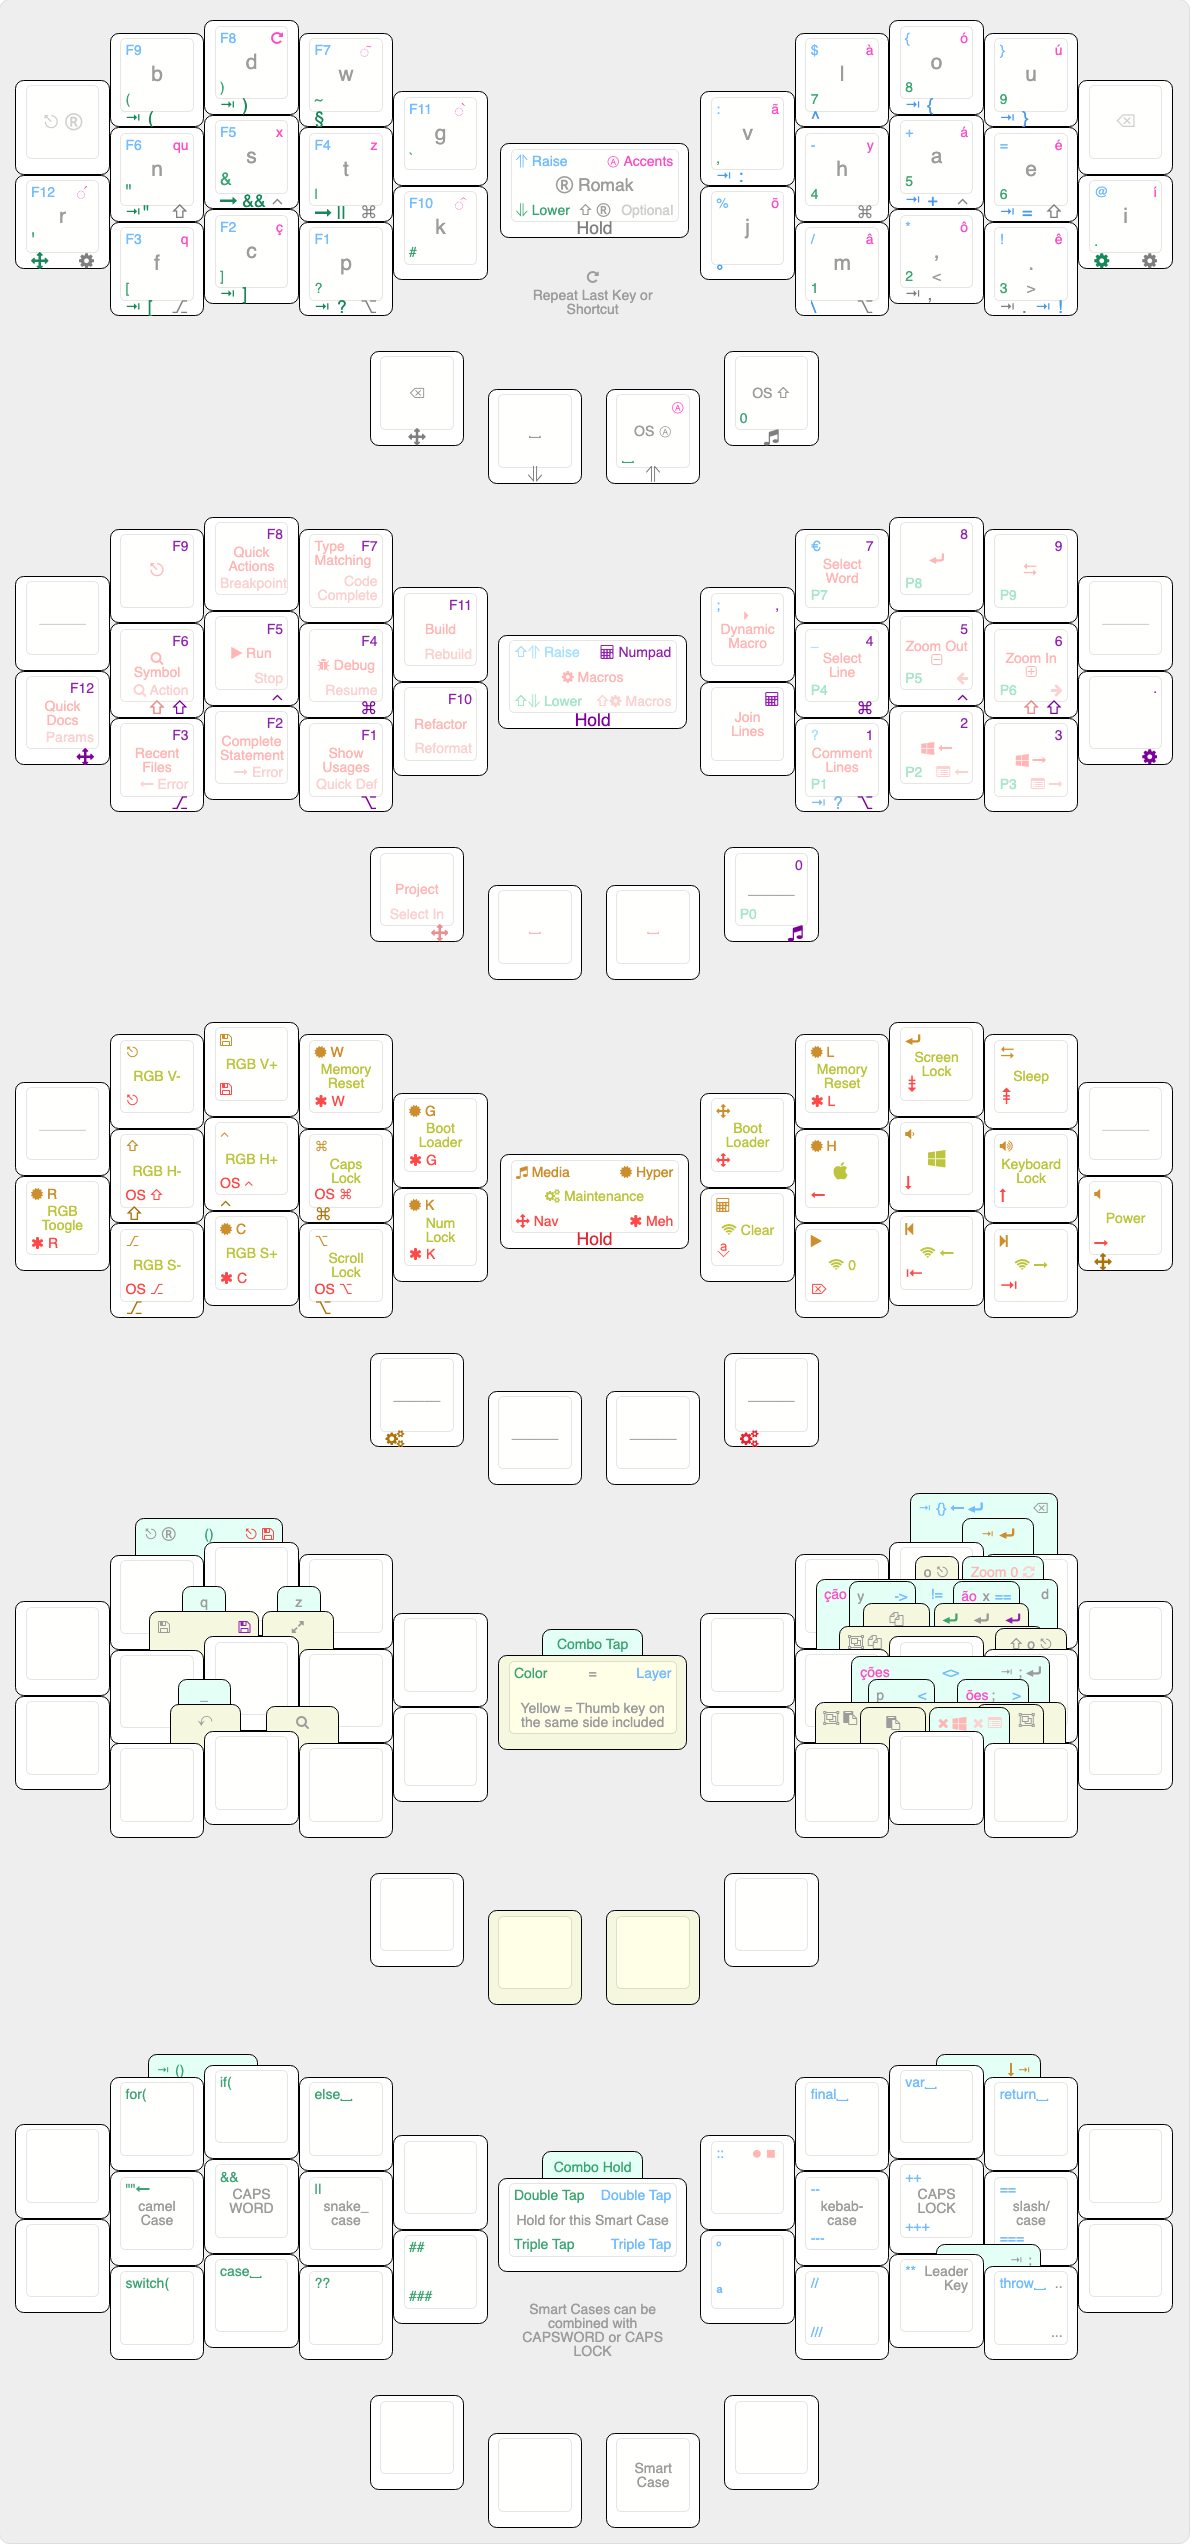 F9 b (
F8 d )
F7 w ~ §
F11 g `
F6 qu n "
F5 x s & &&
F4 z t | ||
F10 k #
F12 r '
F3 q f [
F2 ç c ]
F1 p ?
Raise Accents
® Romak
Lower ® Optional
Hold
Repeat Last Key or
Shortcut
$ à l 7 ^
{ ó o 8 {
} ú u 9 }
: ã v , :
- y h 4
+ á a 5 +
= é e 6 =
@ í i .
% õ j °
/ â m 1 \
* ô , 2 < ,
! ê . 3 > . !
OS
OS
0
F9
F8
Quick
Actions
Breakpoint
Type F7
Matching
Code
Complete
F11
Build
Rebuild
F6
Symbol
Action
F5
Run
Stop
F4
Debug
Resume
F10
Refactor
Reformat
F12
Quick
Docs
Params
F3
Recent
Files
← Error
F2
Complete
Statement
→ Error
F1
Show
Usages
Quick Def
Raise Numpad
Macros
Lower Macros
Hold
€ 7
Select
Word
P7
8
P8
9
P9
; ,
Dynamic
Macro
_ 4
Select
Line
P4
5
Zoom Out
P5
6
Zoom In
P6
.
Join
Lines
? 1
Comment
Lines
P1
?
2
P2
3
P3
Project
Select In
0
P0
RGB V-
RGB V+
W
Memory
Reset
W
G
Boot
Loader
G
RGB H-
OS
RGB H+
OS
Caps
Lock
OS
R
RGB
Toogle
R
K
Num
Lock
K
RGB S-
OS
C
RGB S+
C
Scroll
Lock
OS
Media Hyper
Maintenance
Nav Meh
Hold
L
Memory
Reset
L
Screen
Lock
Sleep
Boot
Loader
H
Keyboard
Lock
Power
Clear
a
0
® ()
q z
_
Combo Tap
Color = Layer
Yellow = Thumb key on
the same side included
{}
o Zoom 0
ção y -> != ão x == d
o
ções <> ;
p < ões ; >
()
for(
if(
else
""←
camel
Case
&&
CAPS
WORD
||
snake_
case
##
###
switch(
case
??
Combo Hold
Double Tap Double Tap
Hold for this Smart Case
Triple Tap Triple Tap
Smart Cases can be
combined with
CAPSWORD or CAPS
LOCK
final
var
return
::
--
kebab-
case
---
++
CAPS
LOCK
+++
==
slash/
case
===
;
º
ª
//
///
** Leader
Key
throw ..
...
Smart
Case